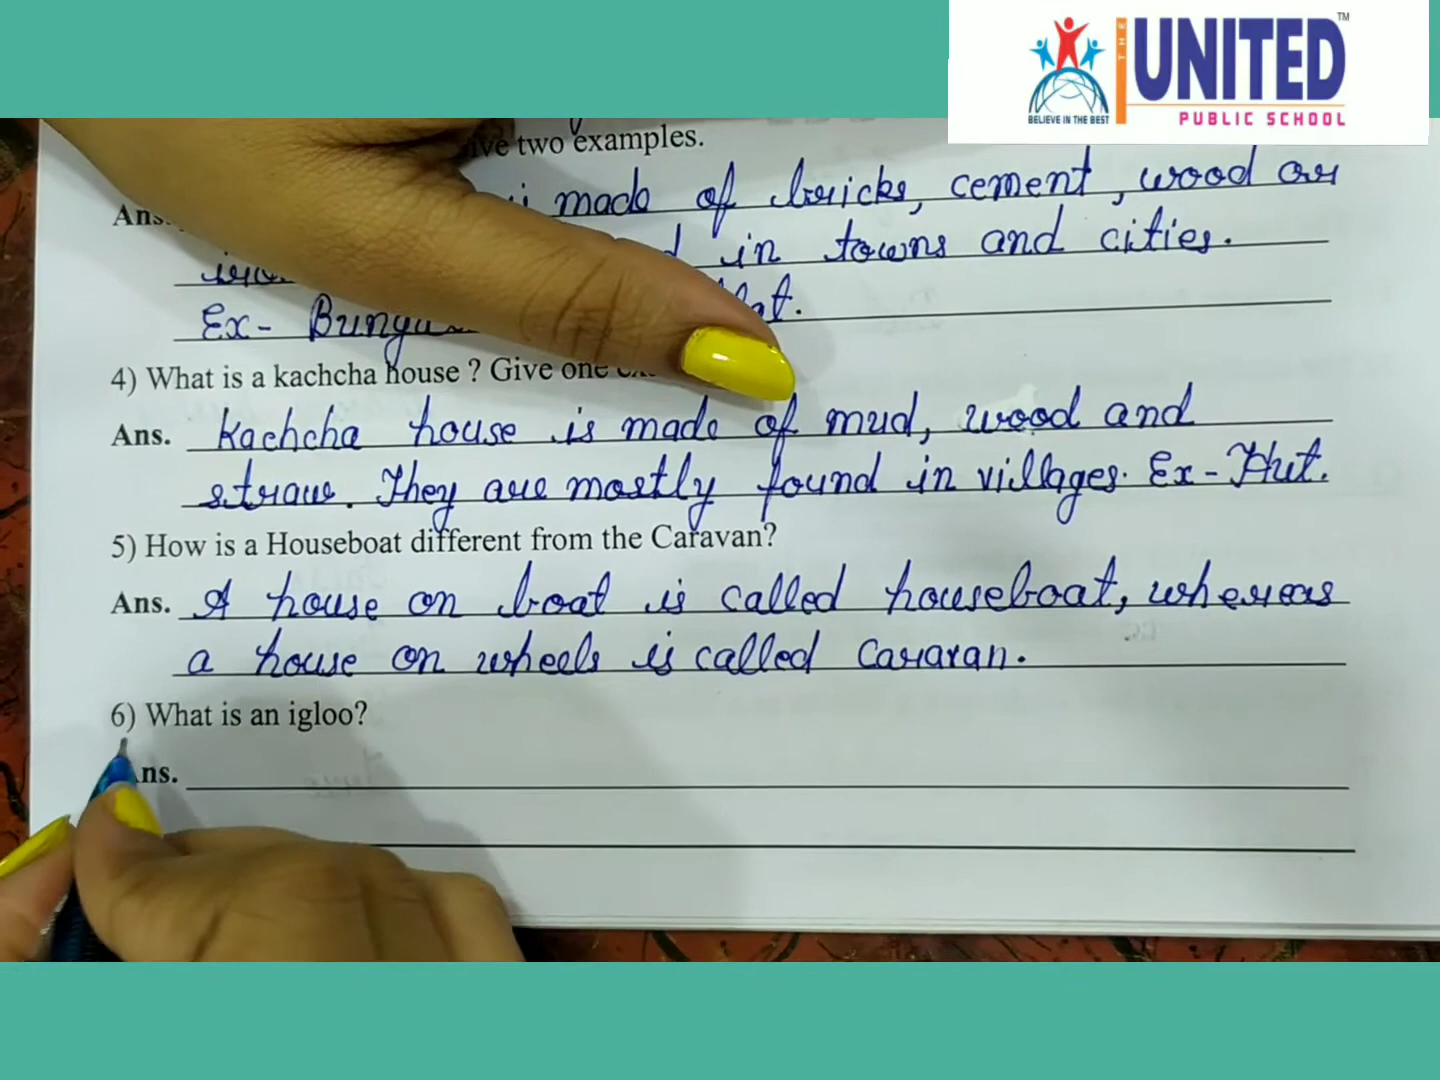 THE UNITED TM
BELIEVE IN THE BEST
PUBLIC SCHOOL
two examples.
Ans. made of bricks, cement, wood or
in towns and cities.
Ex-
4) What is a kachcha house ? Give one
Ans. Kachcha house is made of mud, wood and
straw. They are mostly found in villages. Ex - Hut.
5) How is a Houseboat different from the Caravan?
Ans. A house on boat is called houseboat, whereas
a house on wheels is called Caravan.
6) What is an igloo?